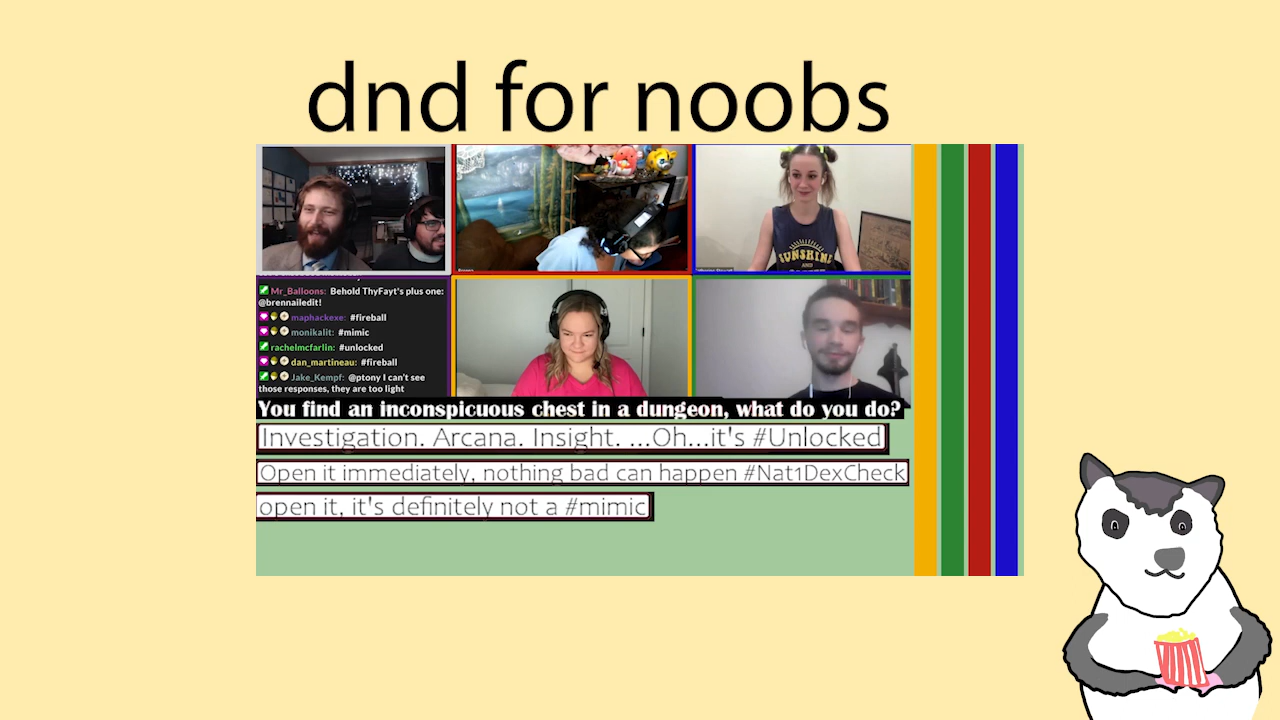 dnd for noobs
SUNSHINE
AND
Mr_Balloons: Behold ThyFayt's plus one:
@brennailedit!
maphackexe: #fireball
monikalit: #mimic
rachelmcfarlin: #unlocked
dan_martineau: #fireball
Jake_Kempf: @ptony I can't see
those responses, they are too light
You find an inconspicuous chest in a dungeon, what do you do?
Investigation. Arcana. Insight. ...Oh...it's #Unlocked
Open it immediately, nothing bad can happen #Nat1DexCheck
open it, it's definitely not a #mimic